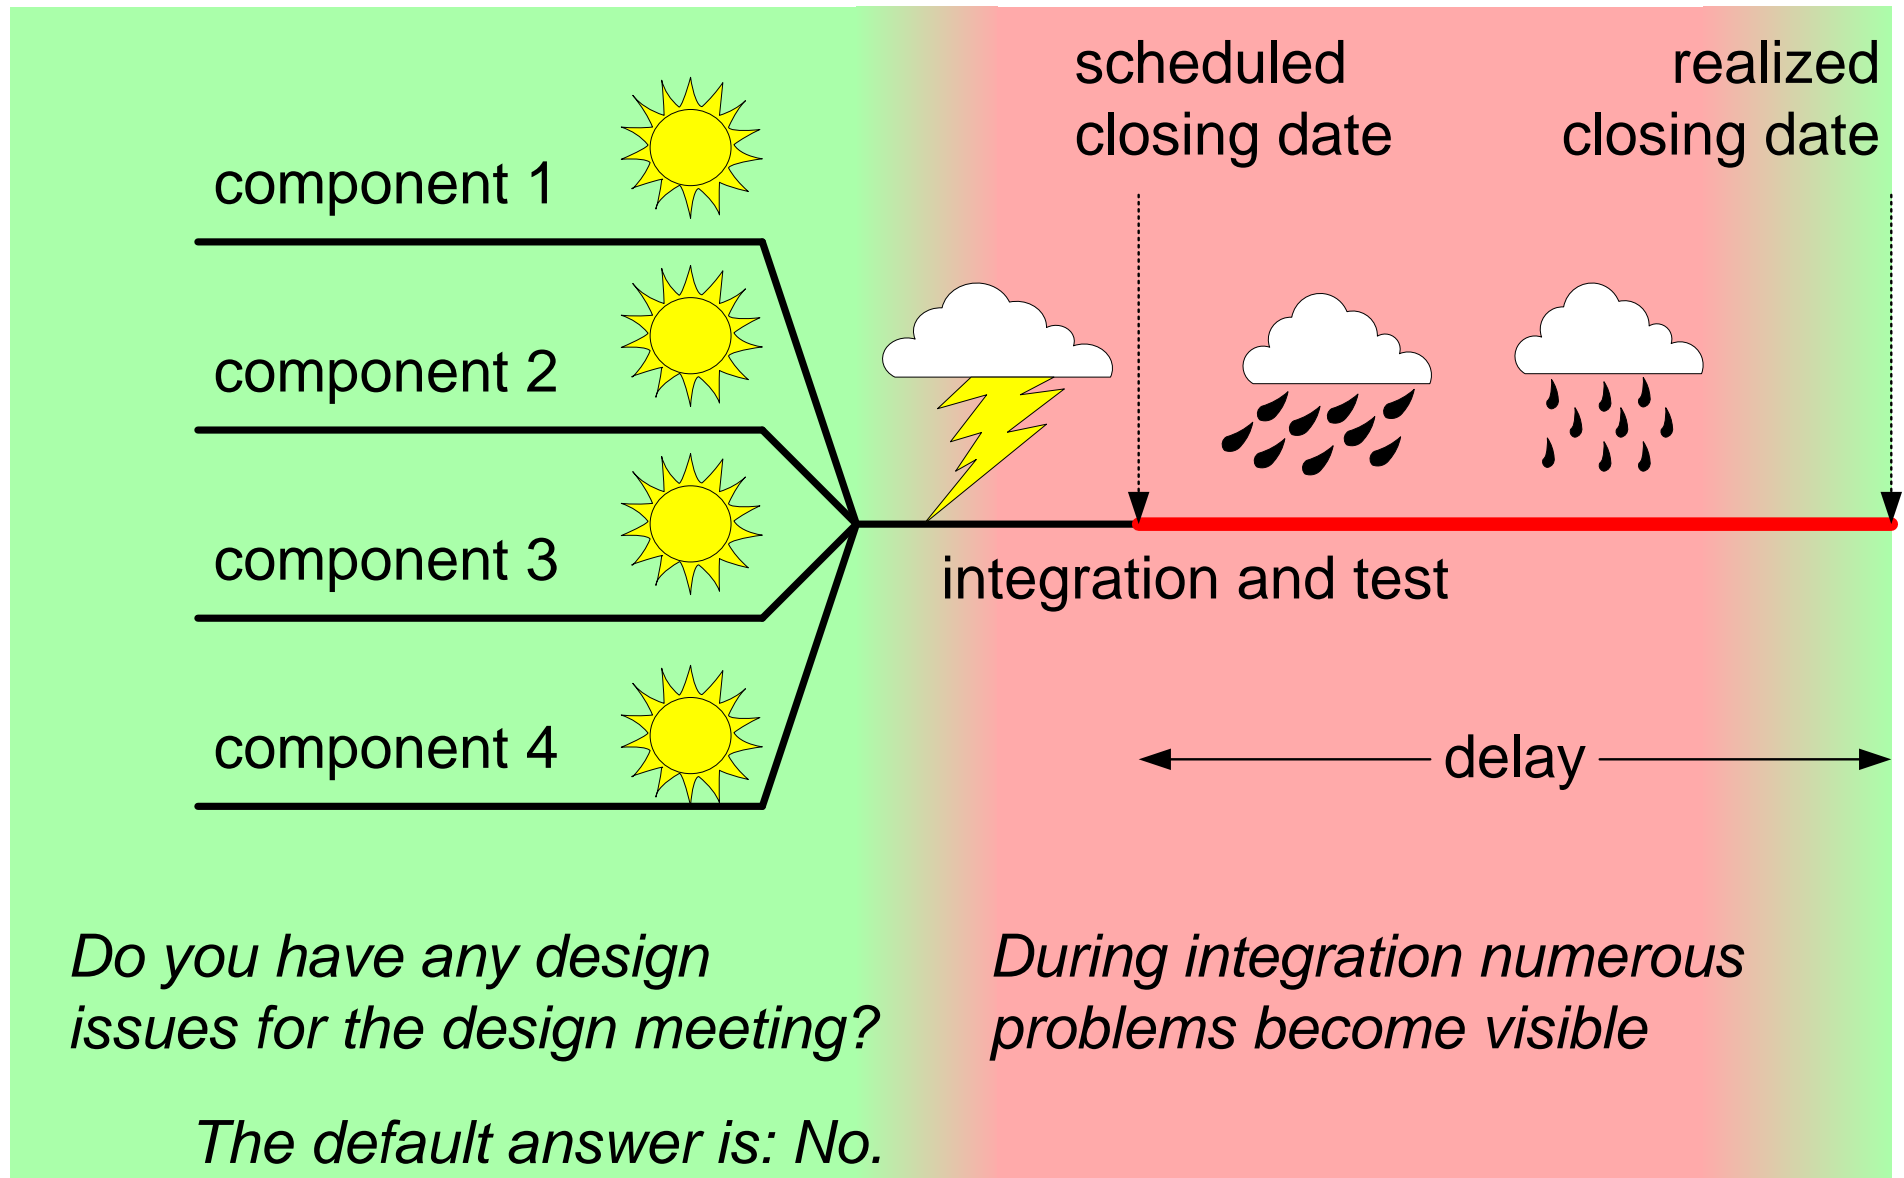 scheduled
closing date
realized
closing date
component 1
component 2
component 3
component 4
integration and test
delay
Do you have any design
issues for the design meeting?
The default answer is: No.
During integration numerous
problems become visible